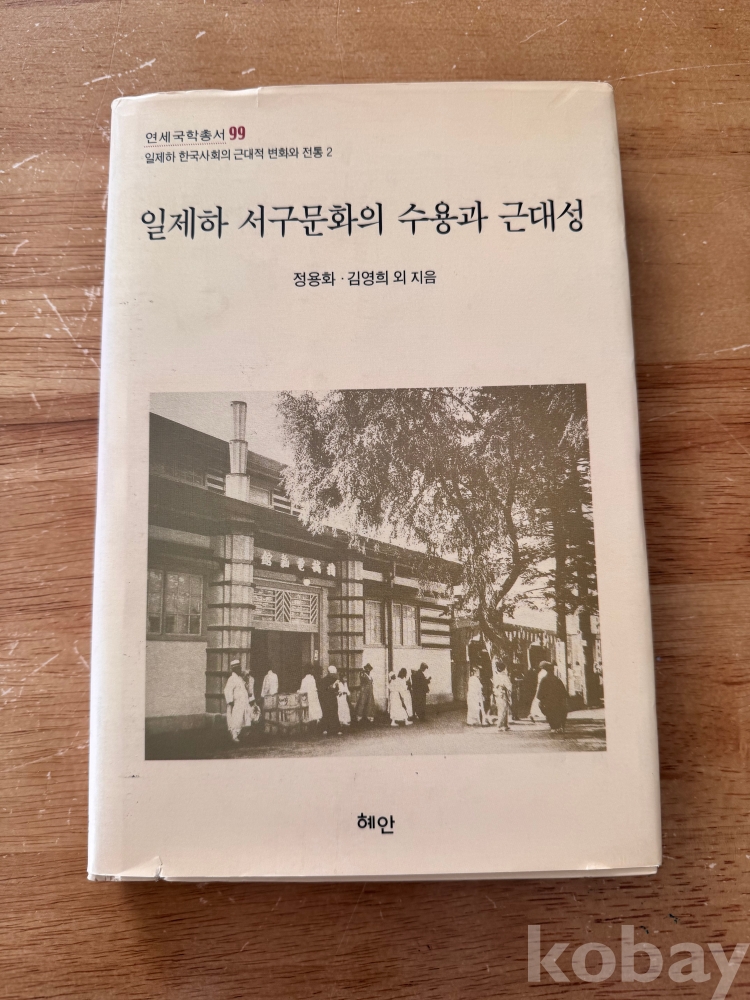 연세국학총서 99
일제하 한국사회의 근대적 변화와 전통 2
일제하 서구문화의 수용과 근대성
정용화 · 김영희 외 지음
혜안
kobay